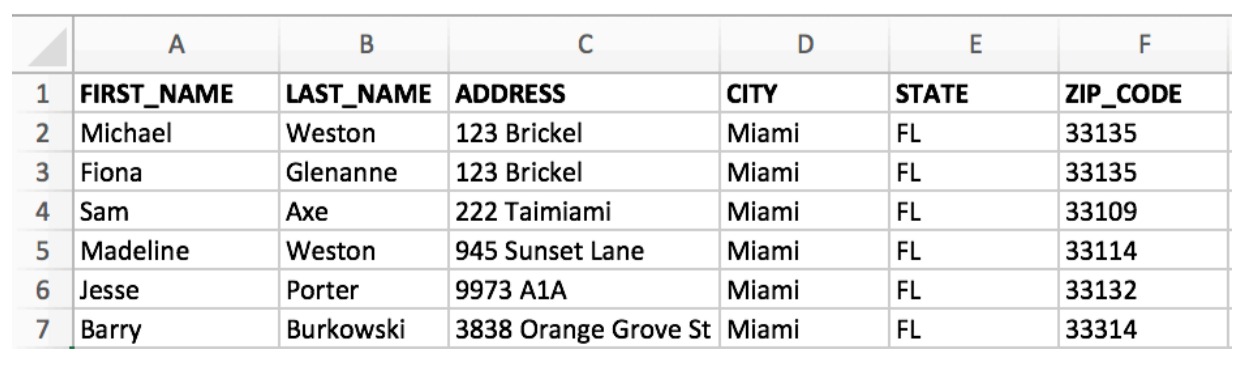 A B C D E F
1 FIRST_NAME LAST_NAME ADDRESS CITY STATE ZIP_CODE
2 Michael Weston 123 Brickel Miami FL 33135
3 Fiona Glenanne 123 Brickel Miami FL 33135
4 Sam Axe 222 Taimiami Miami FL 33109
5 Madeline Weston 945 Sunset Lane Miami FL 33114
6 Jesse Porter 9973 A1A Miami FL 33132
7 Barry Burkowski 3838 Orange Grove St Miami FL 33314